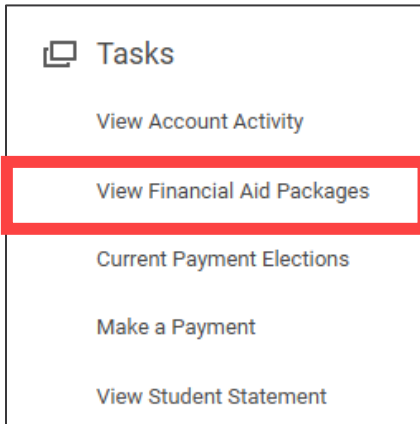 Tasks
View Account Activity
View Financial Aid Packages
Current Payment Elections
Make a Payment
View Student Statement